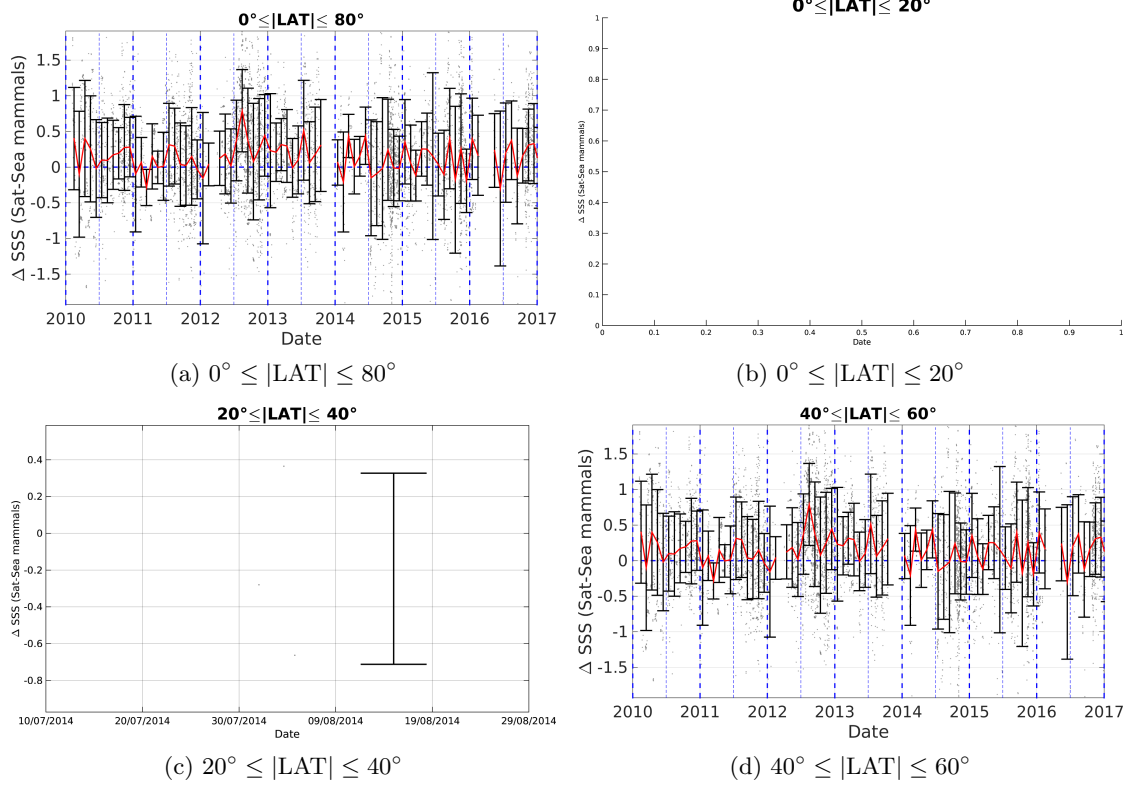 0°≤|LAT|≤ 80°
Δ SSS (Sat-Sea mammals)
1.5
1
0.5
0
-0.5
-1
-1.5
2010 2011 2012 2013 2014 2015 2016 2017
Date
(a) 0° ≤ |LAT| ≤ 80°
0°≤|LAT|≤ 20°
Δ SSS (Sat-Sea mammals)
1
0.9
0.8
0.7
0.6
0.5
0.4
0.3
0.2
0.1
0
0 0.1 0.2 0.3 0.4 0.5 0.6 0.7 0.8 0.9 1
Date
(b) 0° ≤ |LAT| ≤ 20°
20°≤|LAT|≤ 40°
Δ SSS (Sat-Sea mammals)
0.4
0.2
0
-0.2
-0.4
-0.6
-0.8
10/07/2014 20/07/2014 30/07/2014 09/08/2014 19/08/2014 29/08/2014
Date
(c) 20° ≤ |LAT| ≤ 40°
40°≤|LAT|≤ 60°
Δ SSS (Sat-Sea mammals)
1.5
1
0.5
0
-0.5
-1
-1.5
2010 2011 2012 2013 2014 2015 2016 2017
Date
(d) 40° ≤ |LAT| ≤ 60°